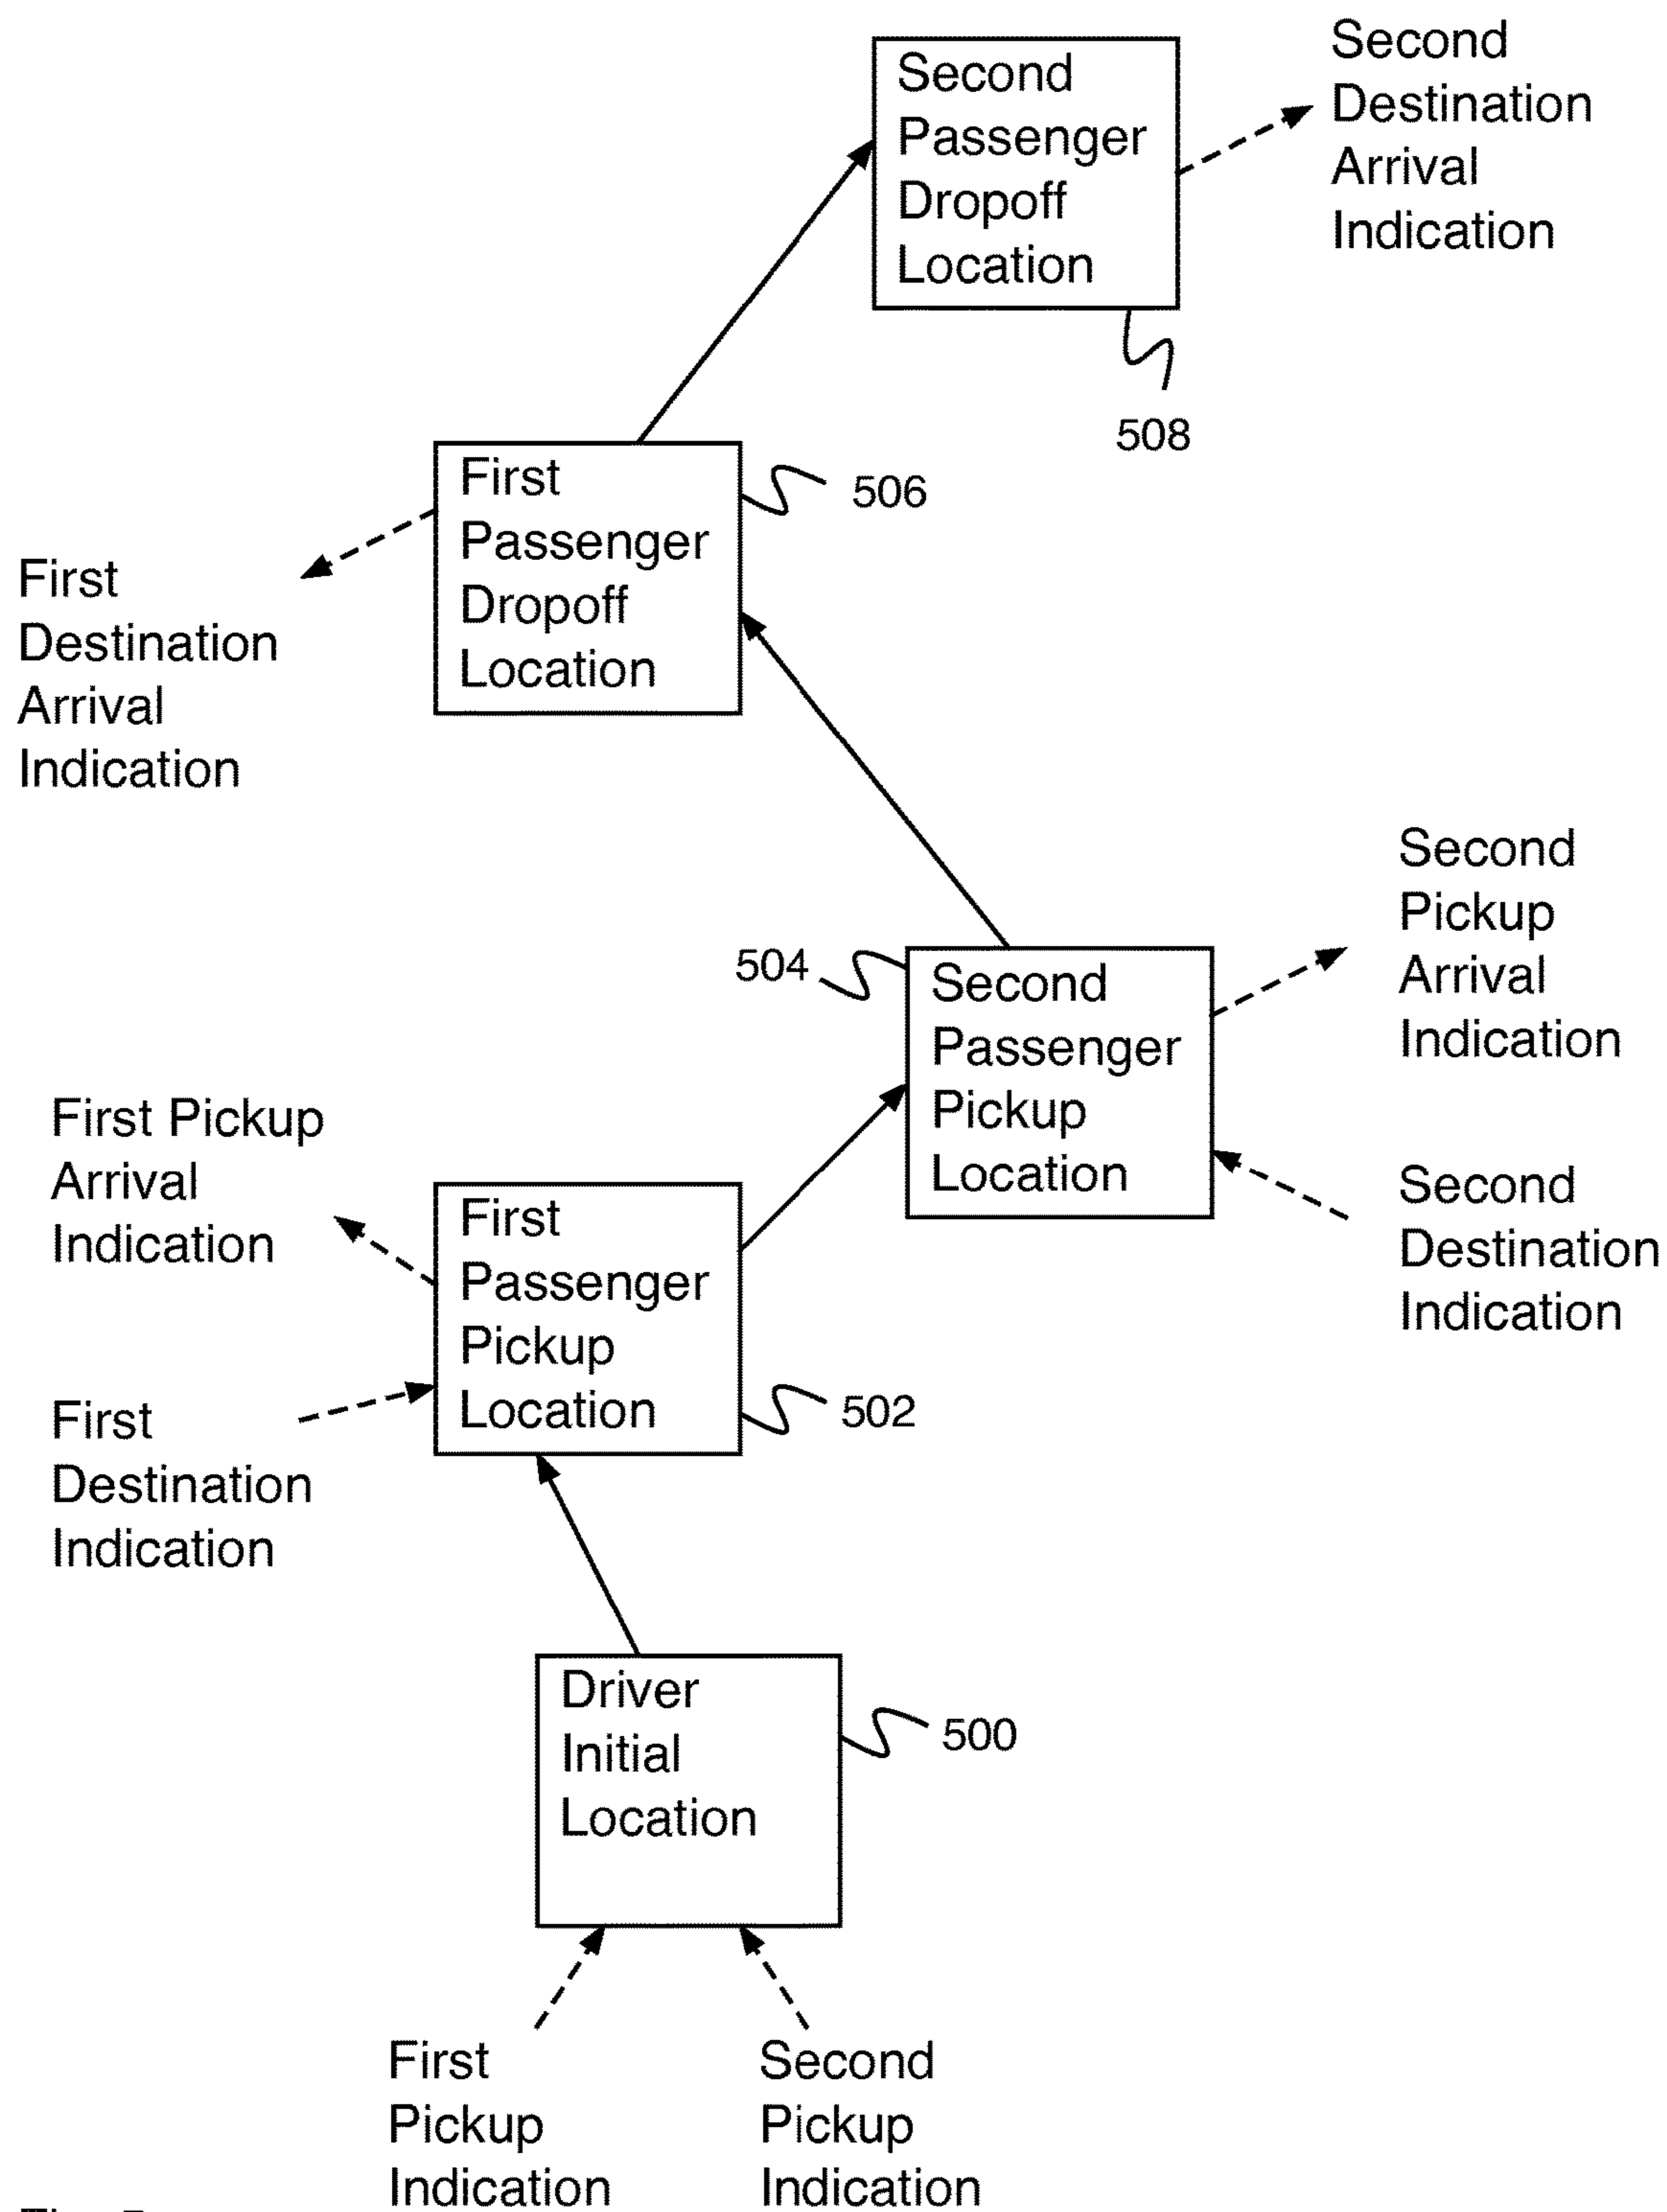 Second
Passenger
Dropoff
Location
Second
Destination
Arrival
Indication
508
First
Passenger
Dropoff
Location
506
First
Destination
Arrival
Indication
504
Second
Passenger
Pickup
Location
Second
Pickup
Arrival
Indication
Second
Destination
Indication
First Pickup
Arrival
Indication
First
Passenger
Pickup
Location
502
First
Destination
Indication
Driver
Initial
Location
500
First
Pickup
Indication
Second
Pickup
Indication